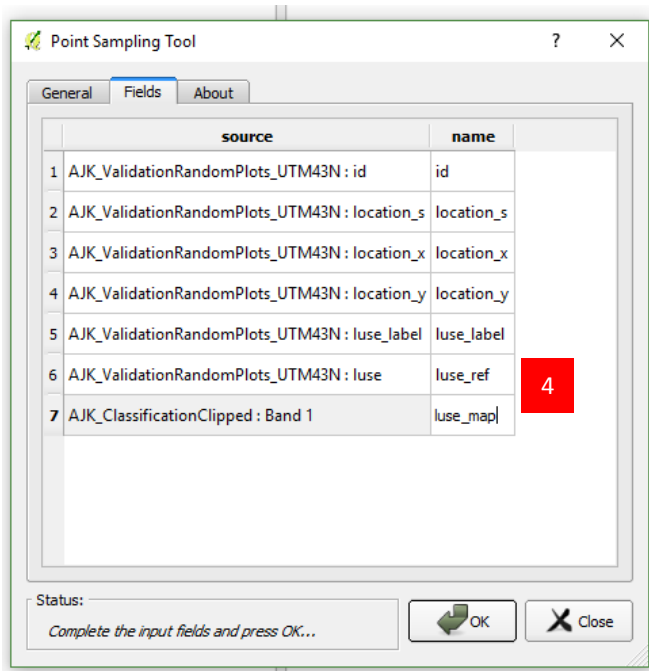 Point Sampling Tool ?
General Fields About
source name
1 AJK_ValidationRandomPlots_UTM43N : id id
2 AJK_ValidationRandomPlots_UTM43N : location_s location_s
3 AJK_ValidationRandomPlots_UTM43N : location_x location_x
4 AJK_ValidationRandomPlots_UTM43N : location_y location_y
5 AJK_ValidationRandomPlots_UTM43N : luse_label luse_label
6 AJK_ValidationRandomPlots_UTM43N : luse luse_ref
4
7 AJK_ClassificationClipped : Band 1 luse_map
Status:
Complete the input fields and press OK...
OK Close